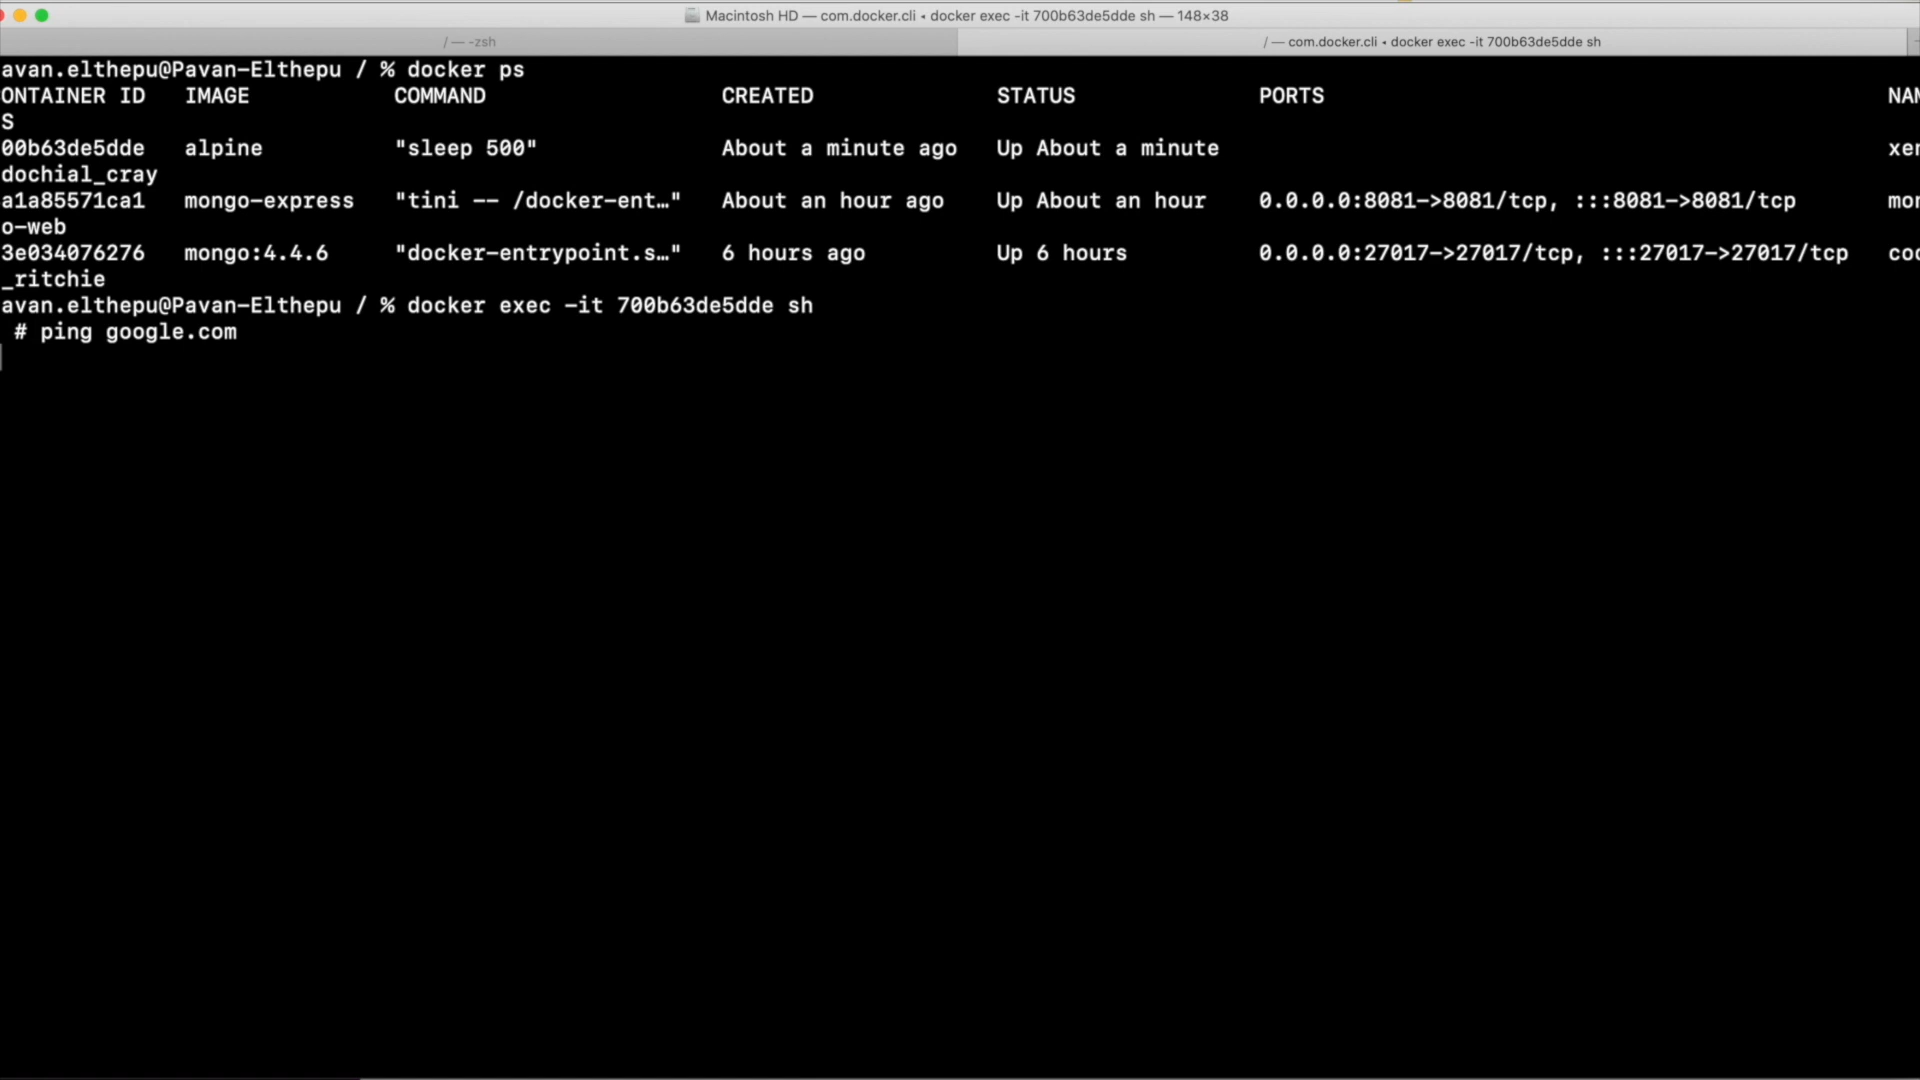 Macintosh HD — com.docker.cli ◂ docker exec -it 700b63de5dde sh — 148×38
/ — -zsh
/ — com.docker.cli ◂ docker exec -it 700b63de5dde sh
avan.elthepu@Pavan-Elthepu / % docker ps
ONTAINER ID IMAGE COMMAND CREATED STATUS PORTS NAM
S
00b63de5dde alpine "sleep 500" About a minute ago Up About a minute xen
dochial_cray
a1a85571ca1 mongo-express "tini -- /docker-ent…" About an hour ago Up About an hour 0.0.0.0:8081->8081/tcp, :::8081->8081/tcp mon
o-web
3e034076276 mongo:4.4.6 "docker-entrypoint.s…" 6 hours ago Up 6 hours 0.0.0.0:27017->27017/tcp, :::27017->27017/tcp coo
_ritchie
avan.elthepu@Pavan-Elthepu / % docker exec -it 700b63de5dde sh
# ping google.com